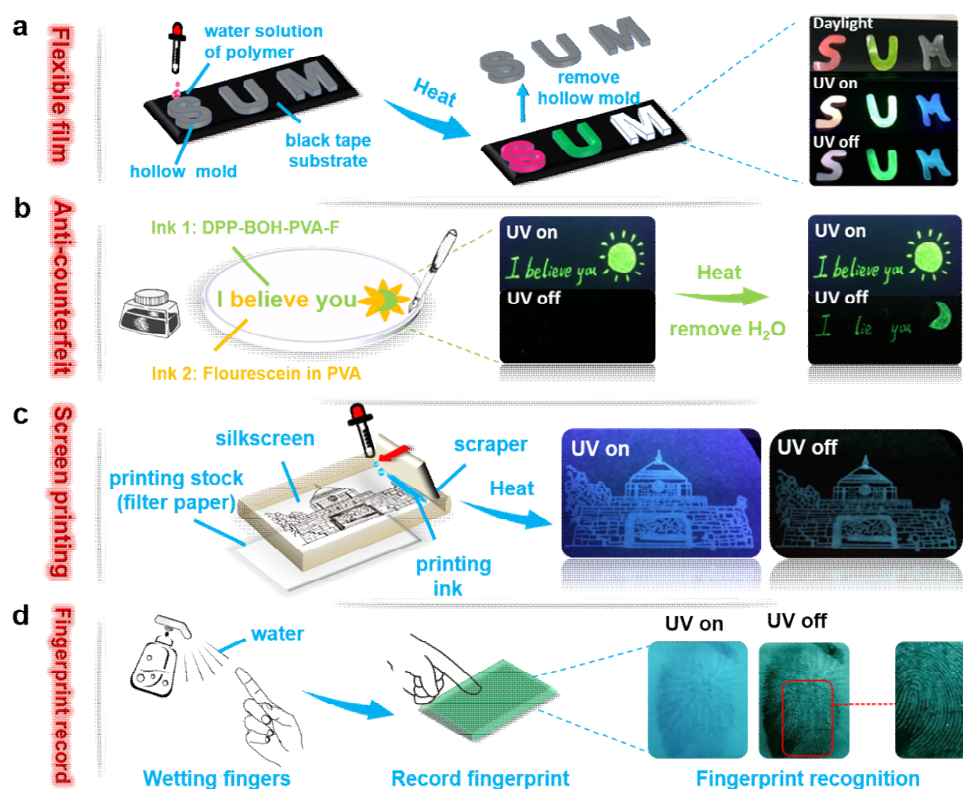 a
Flexible film
water solution
of polymer
S U M
hollow mold
black tape
substrate
Heat
S U M
remove
hollow mold
S U M
Daylight
S U M
UV on
S U M
UV off
S U M
b
Anti-counterfeit
Ink 1: DPP-BOH-PVA-F
I believe you
Ink 2: Flourescein in PVA
UV on
I believe you
UV off
Heat
remove H₂O
UV on
I believe you
UV off
I lie you
c
Screen printing
silkscreen
printing stock
(filter paper)
scraper
printing
ink
Heat
UV on
UV off
d
Fingerprint record
water
Wetting fingers
Record fingerprint
UV on
UV off
Fingerprint recognition